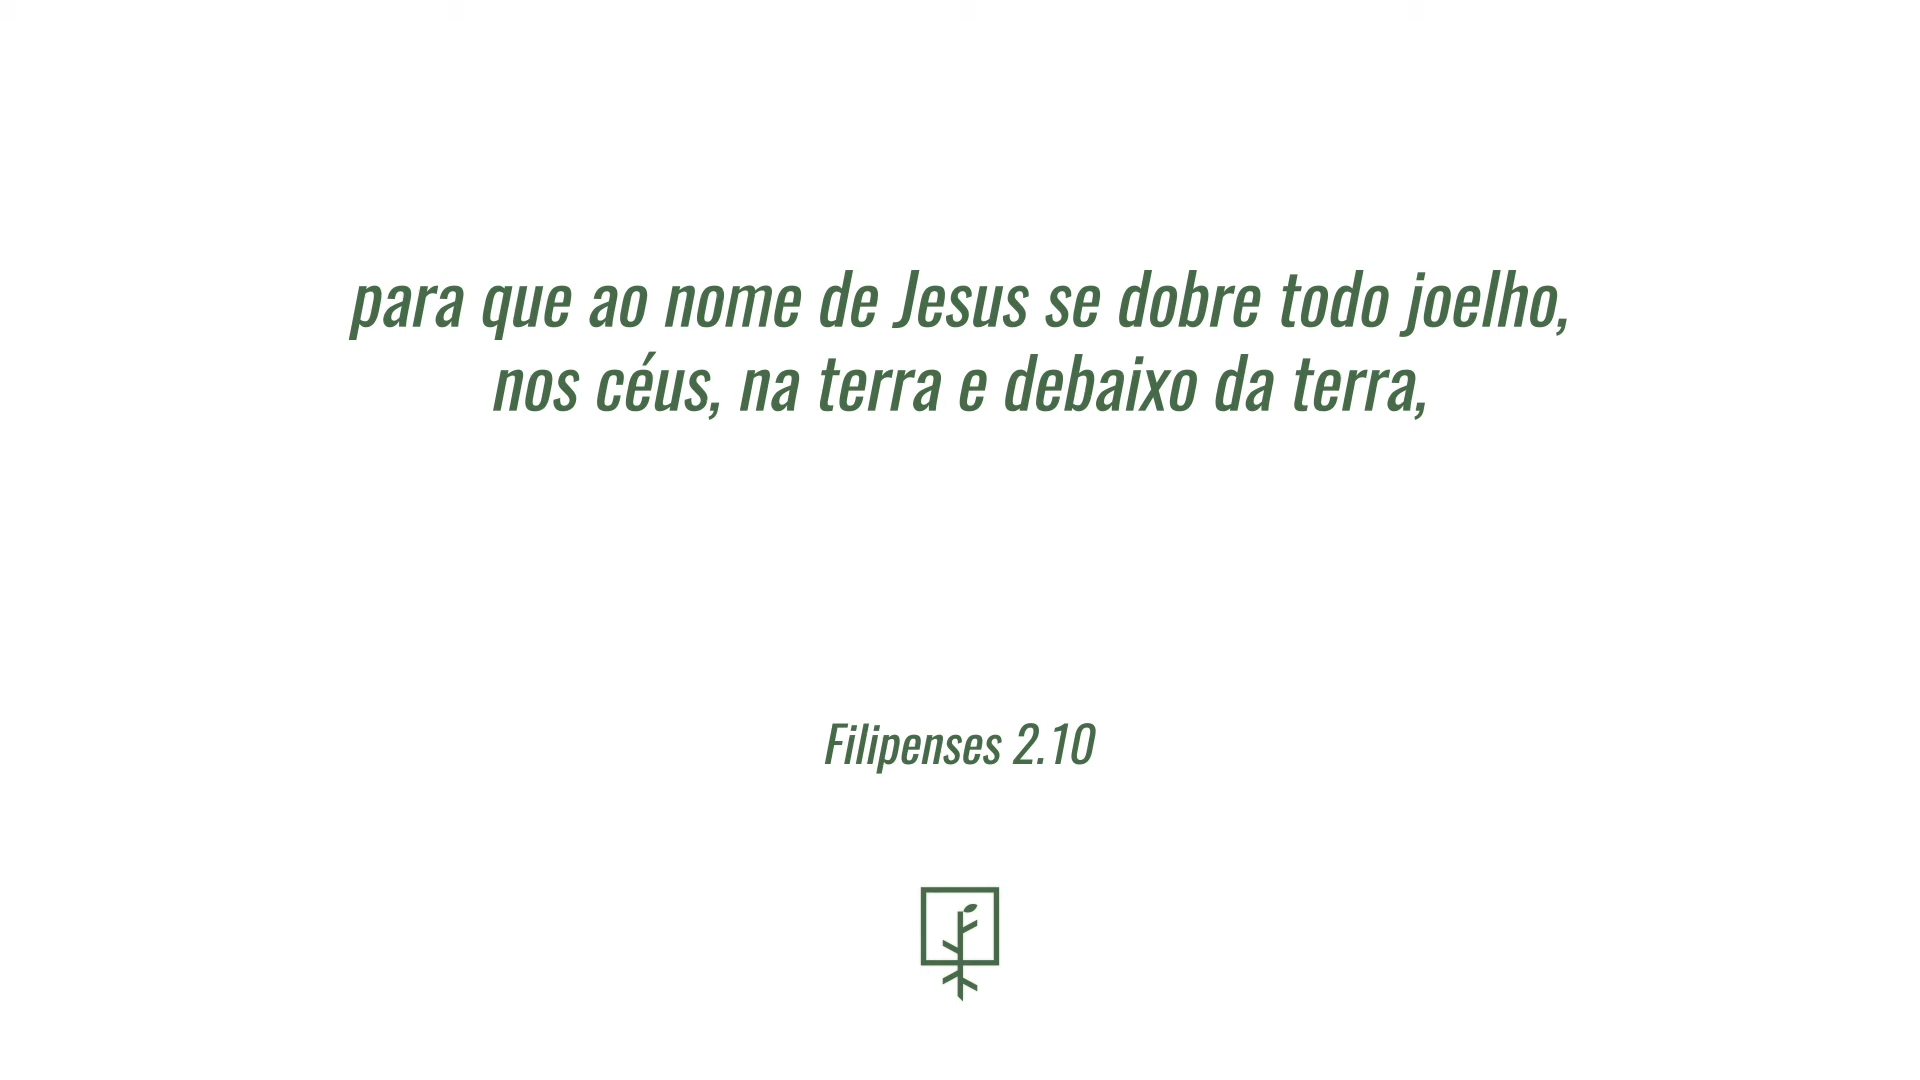 para que ao nome de Jesus se dobre todo joelho,
nos céus, na terra e debaixo da terra,
Filipenses 2.10